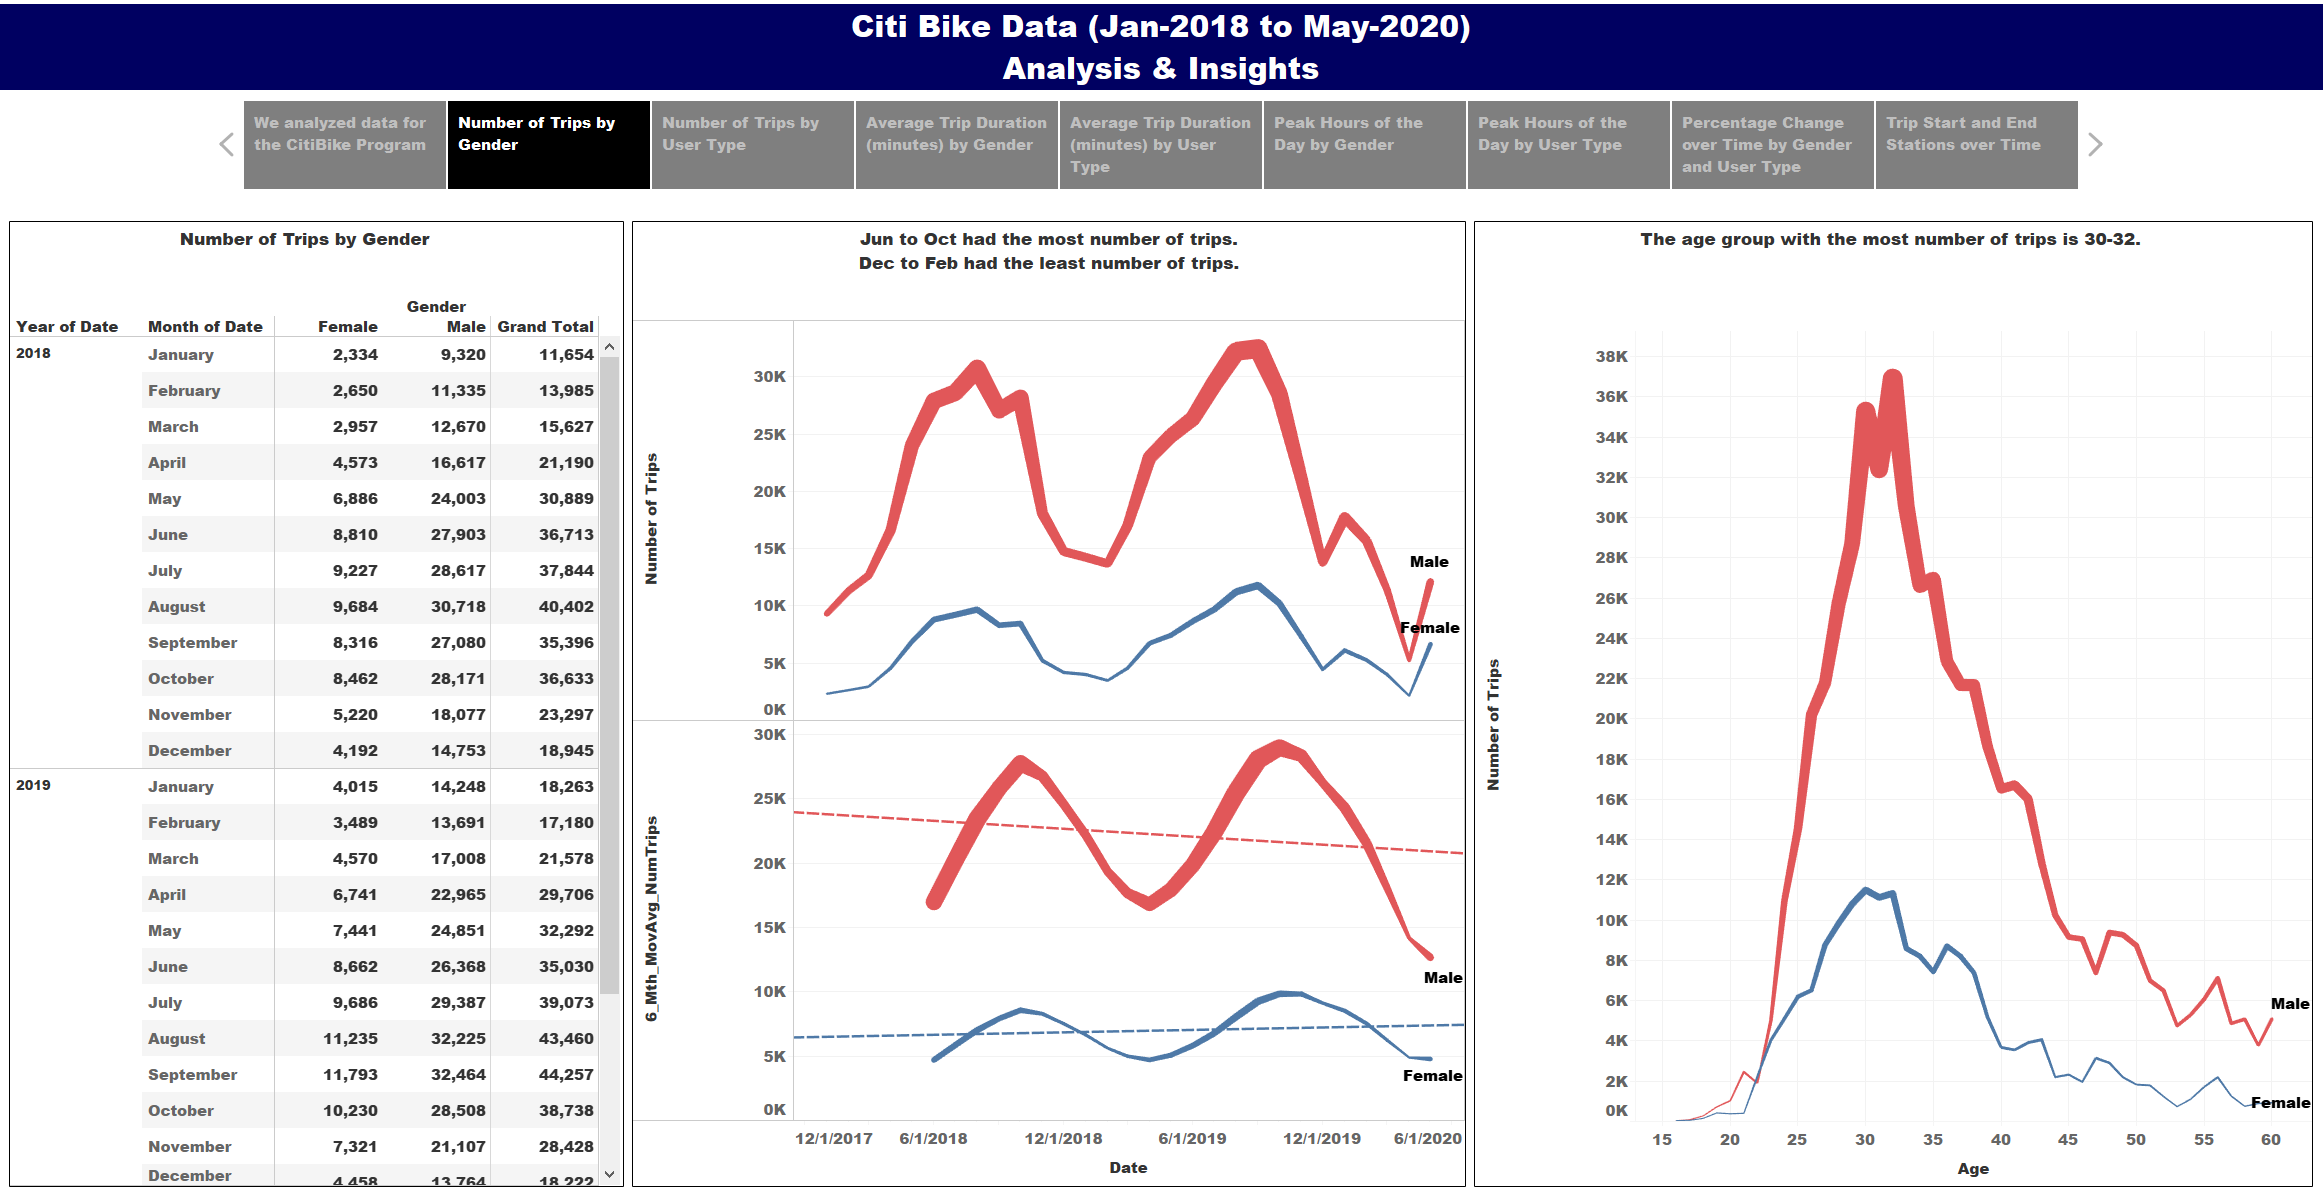 Citi Bike Data (Jan-2018 to May-2020)
Analysis & Insights
We analyzed data for
the CitiBike Program
Number of Trips by
Gender
Number of Trips by
User Type
Average Trip Duration
(minutes) by Gender
Average Trip Duration
(minutes) by User
Type
Peak Hours of the
Day by Gender
Peak Hours of the
Day by User Type
Percentage Change
over Time by Gender
and User Type
Trip Start and End
Stations over Time
Number of Trips by Gender
Gender
Year of Date Month of Date Female Male Grand Total
2018 January 2,334 9,320 11,654
February 2,650 11,335 13,985
March 2,957 12,670 15,627
April 4,573 16,617 21,190
May 6,886 24,003 30,889
June 8,810 27,903 36,713
July 9,227 28,617 37,844
August 9,684 30,718 40,402
September 8,316 27,080 35,396
October 8,462 28,171 36,633
November 5,220 18,077 23,297
December 4,192 14,753 18,945
2019 January 4,015 14,248 18,263
February 3,489 13,691 17,180
March 4,570 17,008 21,578
April 6,741 22,965 29,706
May 7,441 24,851 32,292
June 8,662 26,368 35,030
July 9,686 29,387 39,073
August 11,235 32,225 43,460
September 11,793 32,464 44,257
October 10,230 28,508 38,738
November 7,321 21,107 28,428
December 4,458 13,764 18,222
Jun to Oct had the most number of trips.
Dec to Feb had the least number of trips.
Number of Trips
30K
25K
20K
15K
10K
5K
0K
Male
Female
6_Mth_MovAvg_NumTrips
30K
25K
20K
15K
10K
5K
0K
Male
Female
12/1/2017 6/1/2018 12/1/2018 6/1/2019 12/1/2019 6/1/2020
Date
The age group with the most number of trips is 30-32.
Number of Trips
38K
36K
34K
32K
30K
28K
26K
24K
22K
20K
18K
16K
14K
12K
10K
8K
6K
4K
2K
0K
Male
Female
15 20 25 30 35 40 45 50 55 60
Age